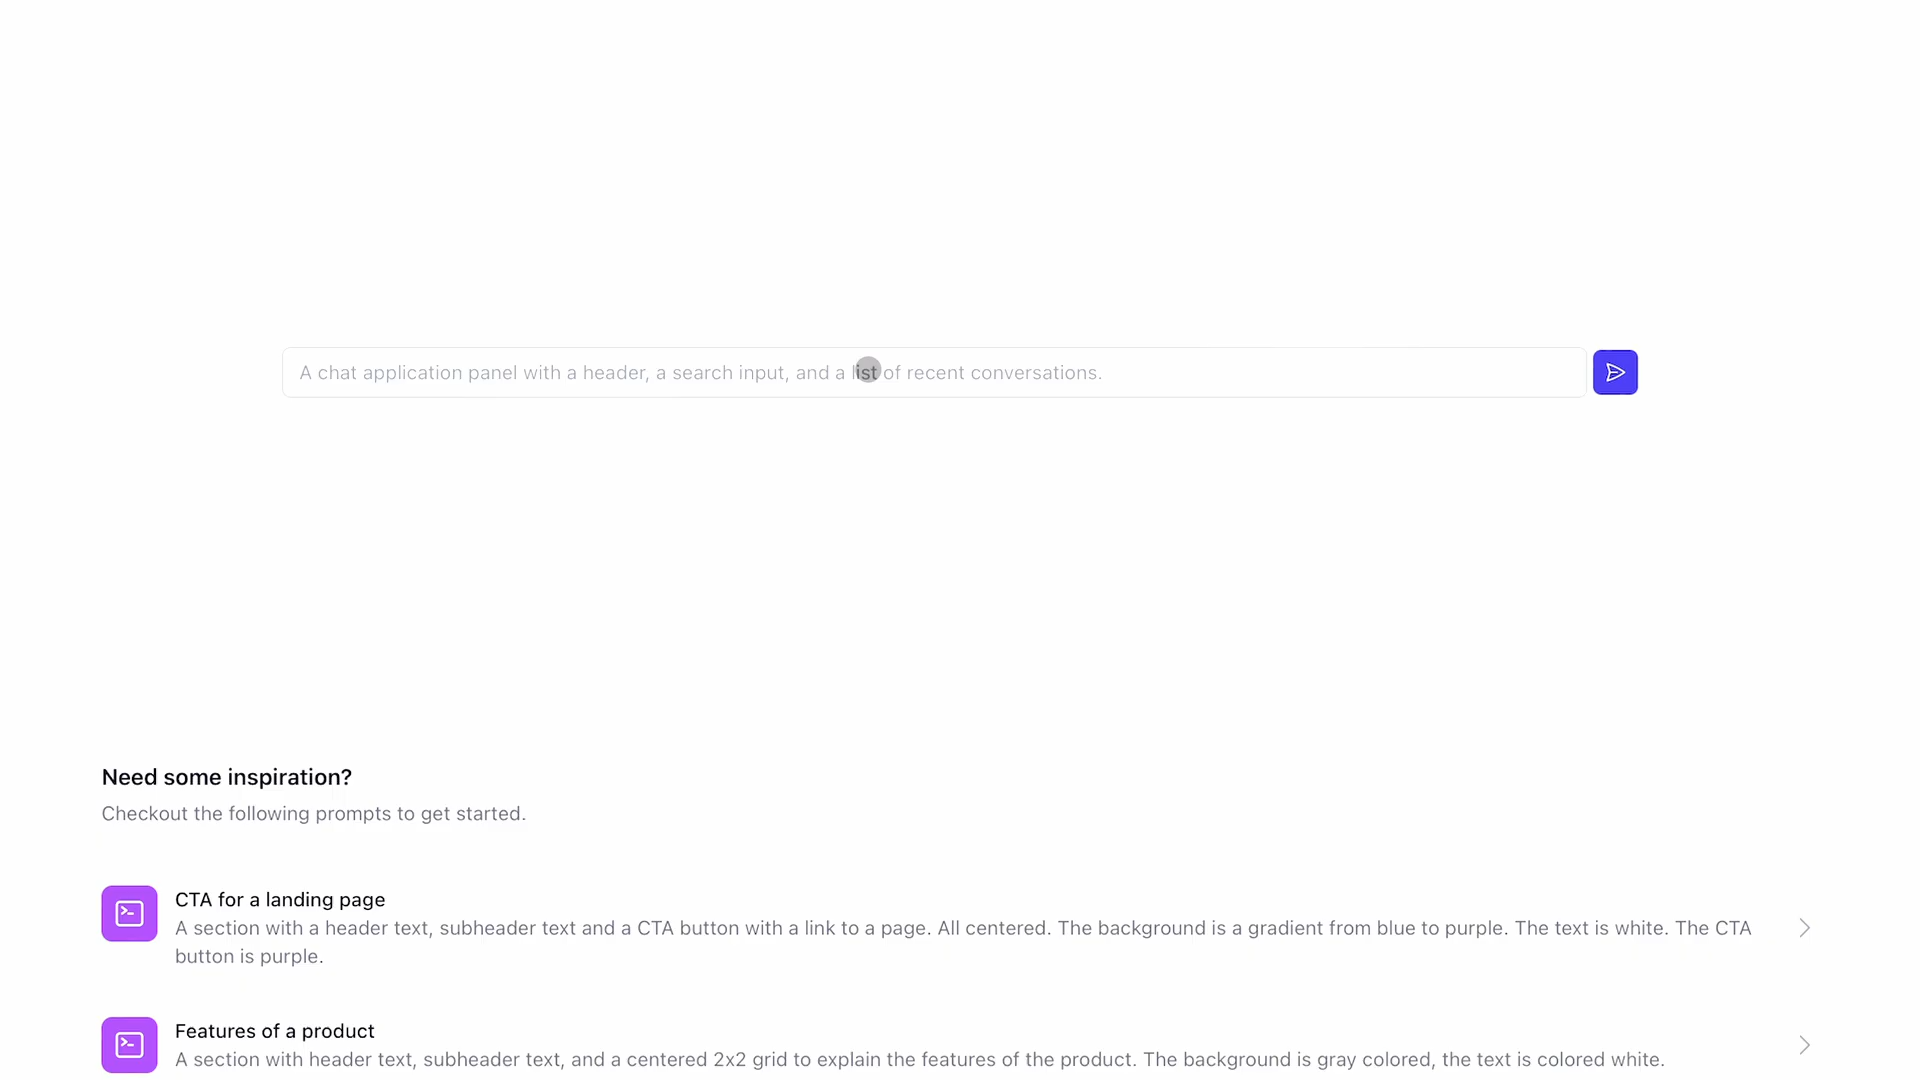 A chat application panel with a header, a search input, and a list of recent conversations.
Need some inspiration?
Checkout the following prompts to get started.
CTA for a landing page
A section with a header text, subheader text and a CTA button with a link to a page. All centered. The background is a gradient from blue to purple. The text is white. The CTA
button is purple.
Features of a product
A section with header text, subheader text, and a centered 2x2 grid to explain the features of the product. The background is gray colored, the text is colored white.